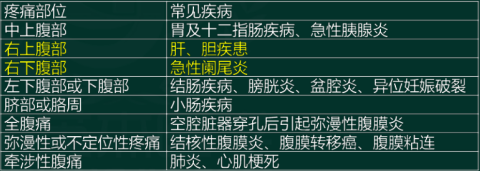 疼痛部位 常见疾病
中上腹部 胃及十二指肠疾病、急性胰腺炎
右上腹部 肝、胆疾患
右下腹部 急性阑尾炎
左下腹部或下腹部 结肠疾病、膀胱炎、盆腔炎、异位妊娠破裂
脐部或脐周 小肠疾病
全腹痛 空腔脏器穿孔后引起弥漫性腹膜炎
弥漫性或不定位性疼痛 结核性腹膜炎、腹膜转移癌、腹膜粘连
牵涉性腹痛 肺炎、心肌梗死